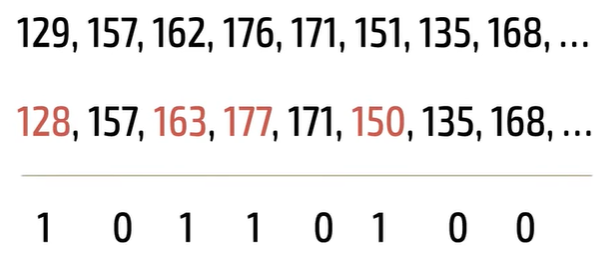 129, 157, 162, 176, 171, 151, 135, 168, ...
128, 157, 163, 177, 171, 150, 135, 168, ...
1 0 1 1 0 1 0 0